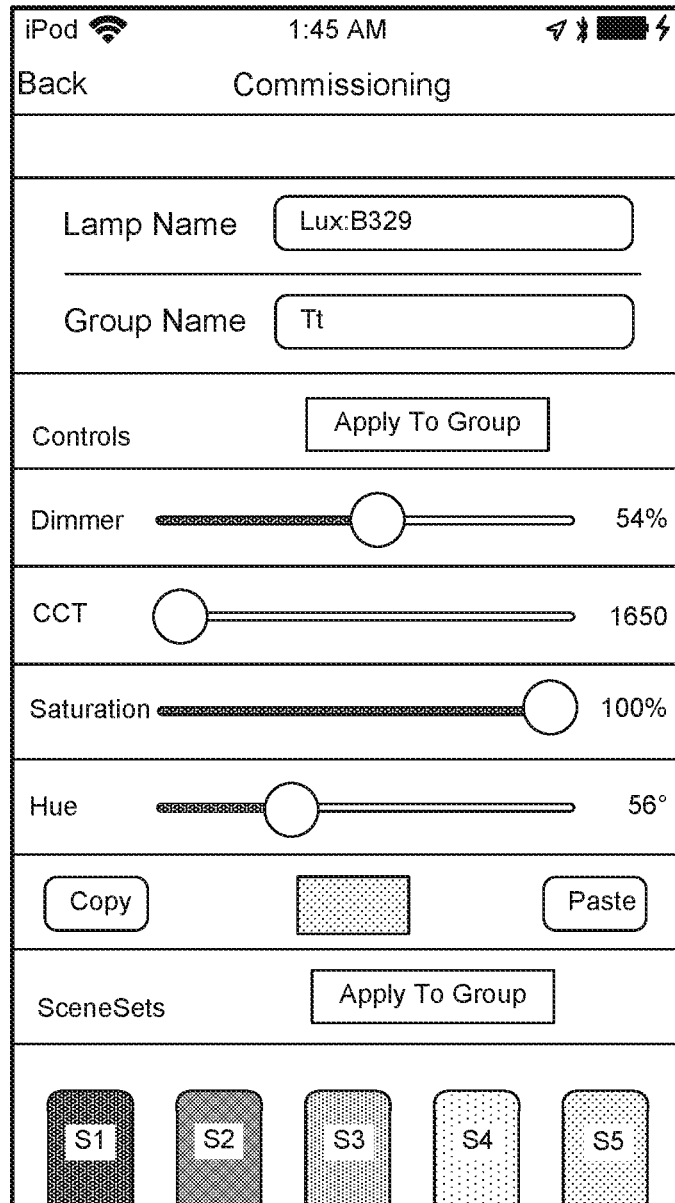 iPod 1:45 AM
Back Commissioning
Lamp Name Lux:B329
Group Name Tt
Controls Apply To Group
Dimmer 54%
CCT 1650
Saturation 100%
Hue 56°
Copy Paste
SceneSets Apply To Group
S1 S2 S3 S4 S5